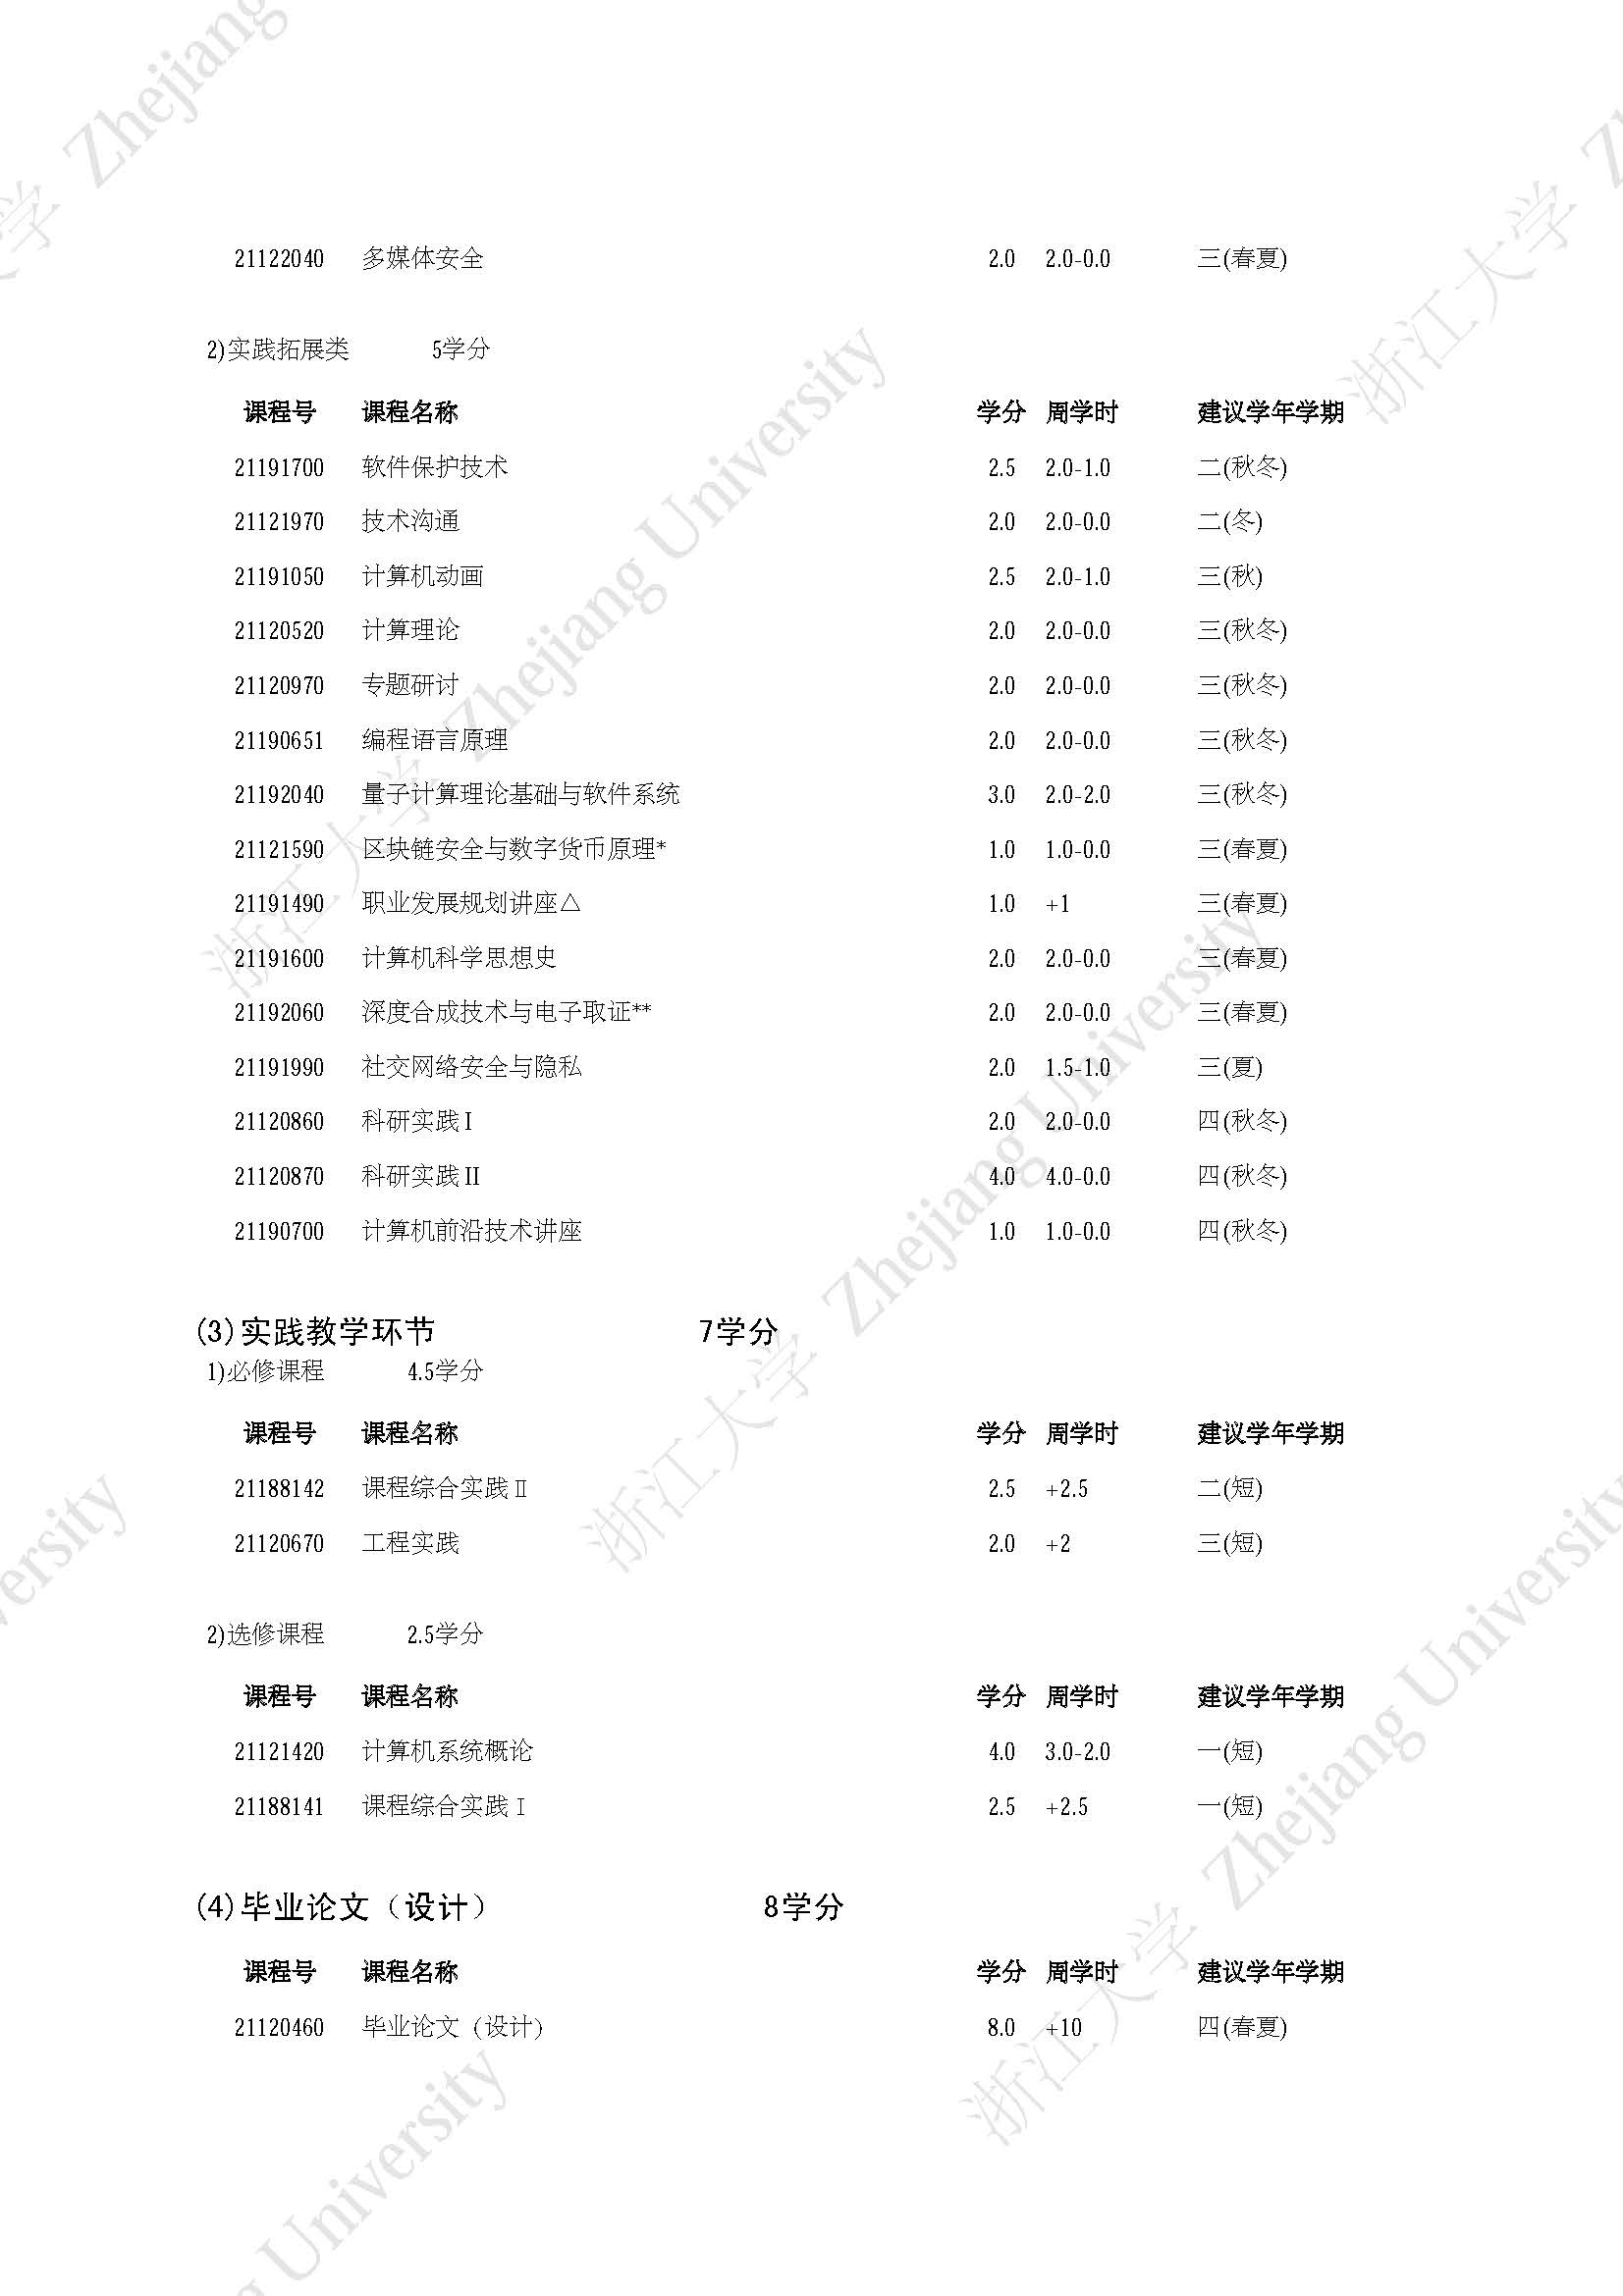 21122040 多媒体安全 2.0 2.0-0.0 三(春夏)
2)实践拓展类 5学分
课程号 课程名称 学分 周学时 建议学年学期
21191700 软件保护技术 2.5 2.0-1.0 二(秋冬)
21121970 技术沟通 2.0 2.0-0.0 二(冬)
21191050 计算机动画 2.5 2.0-1.0 三(秋)
21120520 计算理论 2.0 2.0-0.0 三(秋冬)
21120970 专题研讨 2.0 2.0-0.0 三(秋冬)
21190651 编程语言原理 2.0 2.0-0.0 三(秋冬)
21192040 量子计算理论基础与软件系统 3.0 2.0-2.0 三(秋冬)
21121590 区块链安全与数字货币原理* 1.0 1.0-0.0 三(春夏)
21191490 职业发展规划讲座△ 1.0 +1 三(春夏)
21191600 计算机科学思想史 2.0 2.0-0.0 三(春夏)
21192060 深度合成技术与电子取证** 2.0 2.0-0.0 三(春夏)
21191990 社交网络安全与隐私 2.0 1.5-1.0 三(夏)
21120860 科研实践Ⅰ 2.0 2.0-0.0 四(秋冬)
21120870 科研实践Ⅱ 4.0 4.0-0.0 四(秋冬)
21190700 计算机前沿技术讲座 1.0 1.0-0.0 四(秋冬)
(3)实践教学环节 7学分
1)必修课程 4.5学分
课程号 课程名称 学分 周学时 建议学年学期
21188142 课程综合实践Ⅱ 2.5 +2.5 二(短)
21120670 工程实践 2.0 +2 三(短)
2)选修课程 2.5学分
课程号 课程名称 学分 周学时 建议学年学期
21121420 计算机系统概论 4.0 3.0-2.0 一(短)
21188141 课程综合实践Ⅰ 2.5 +2.5 一(短)
(4)毕业论文（设计） 8学分
课程号 课程名称 学分 周学时 建议学年学期
21120460 毕业论文（设计） 8.0 +10 四(春夏)
浙江大学 Zhejiang University
浙江大学 Zhejiang University
浙江大学 Zhejiang University